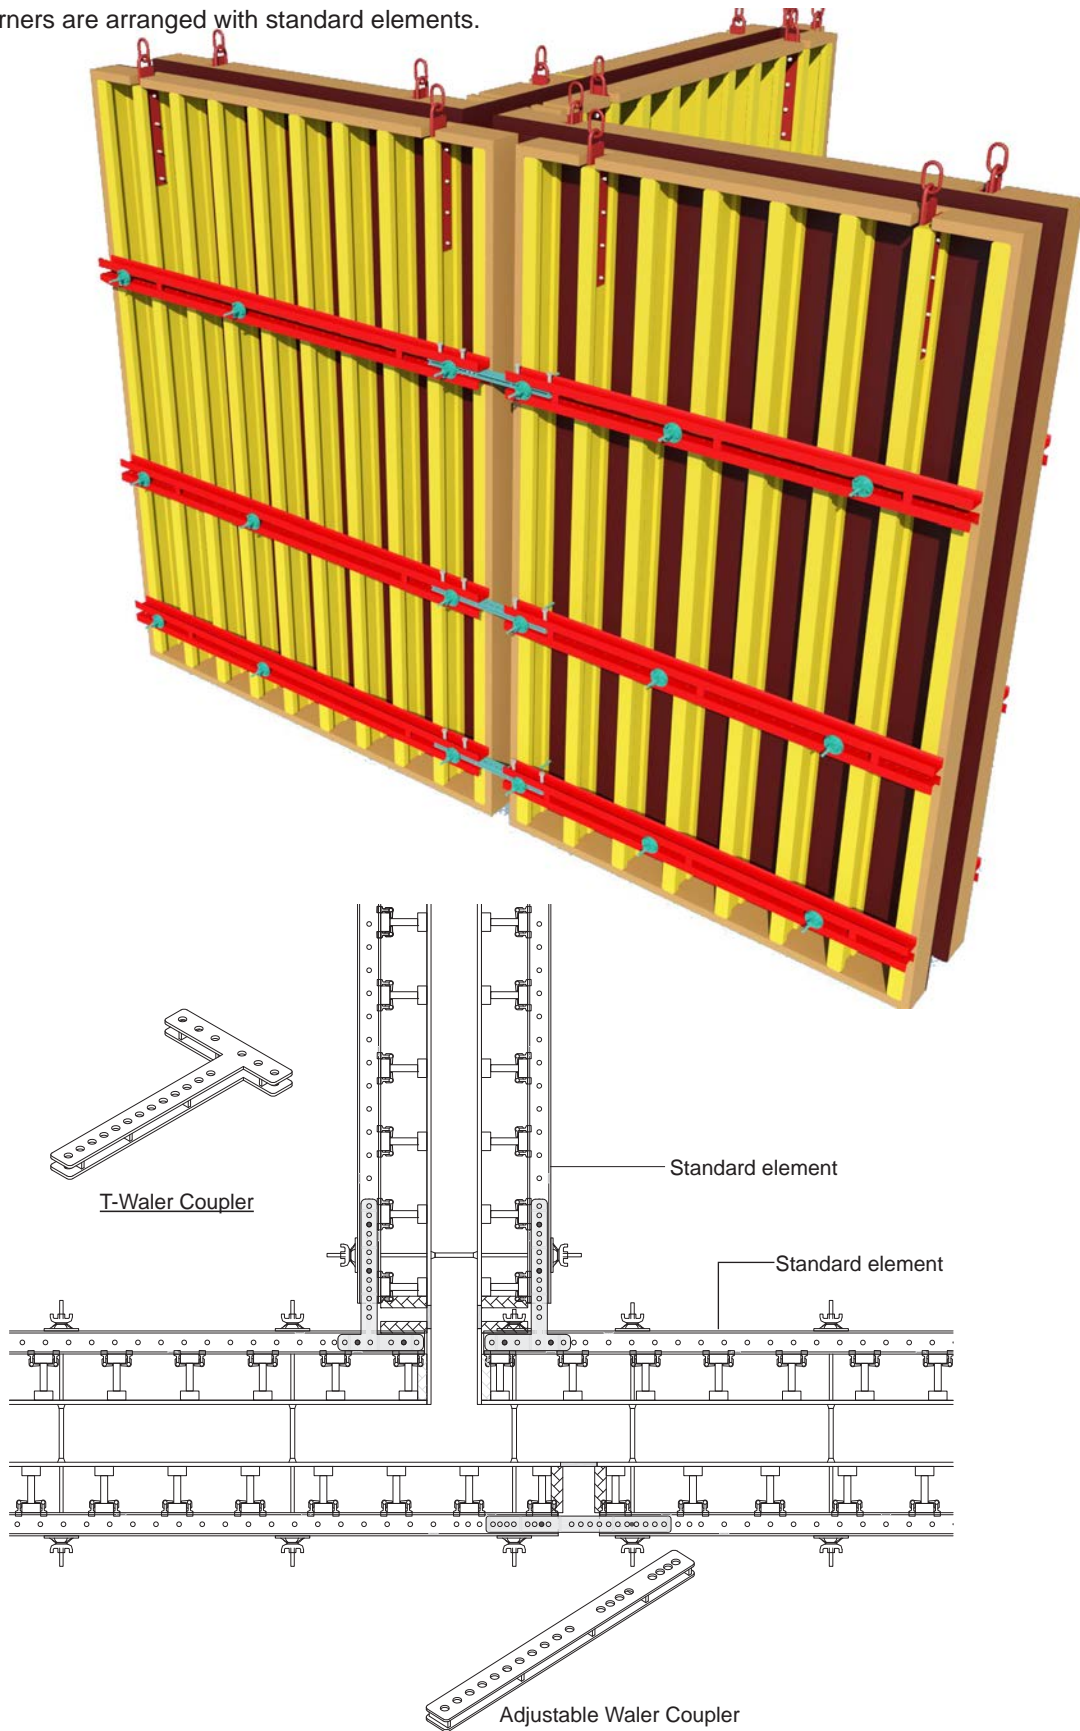 rners are arranged with standard elements.
Standard element
T-Waler Coupler
Standard element
Adjustable Waler Coupler